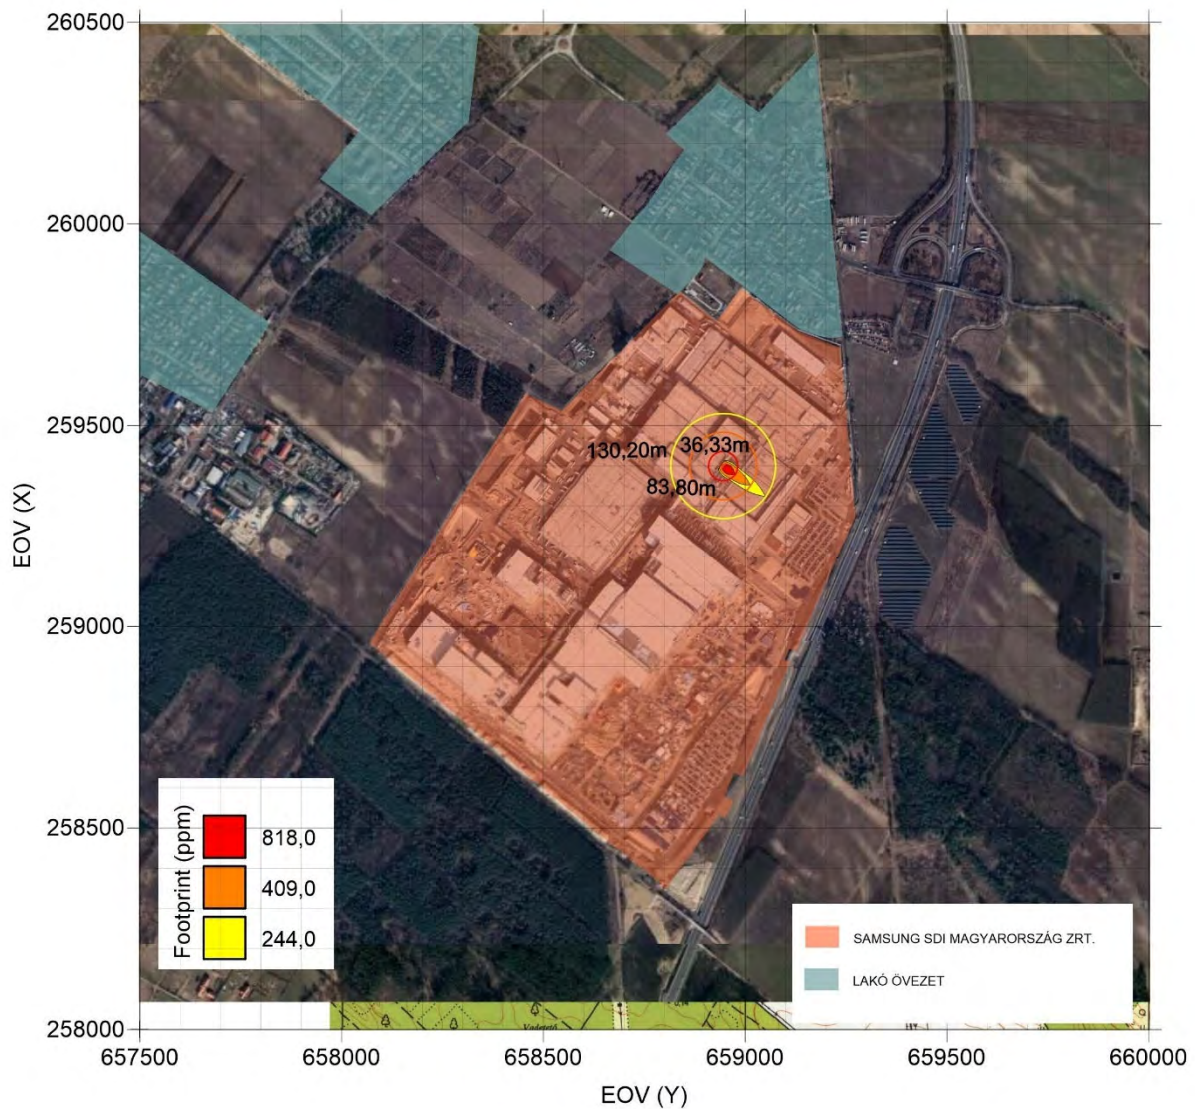 260500
260000
259500
259000
258500
258000
EOV (X)
130,20m
36,33m
83,80m
Footprint (ppm)
818,0
409,0
244,0
SAMSUNG SDI MAGYARORSZÁG ZRT.
LAKÓ ÖVEZET
657500
658000
658500
659000
659500
660000
EOV (Y)